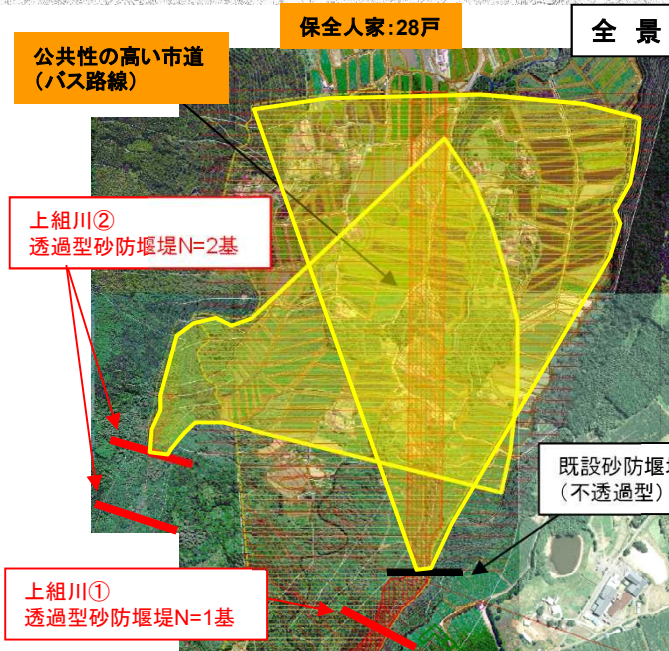 保全人家:28戸
全 景
公共性の高い市道
（バス路線）
上組川②
透過型砂防堰堤N=2基
既設砂防堰
（不透過型）
上組川①
透過型砂防堰堤N=1基